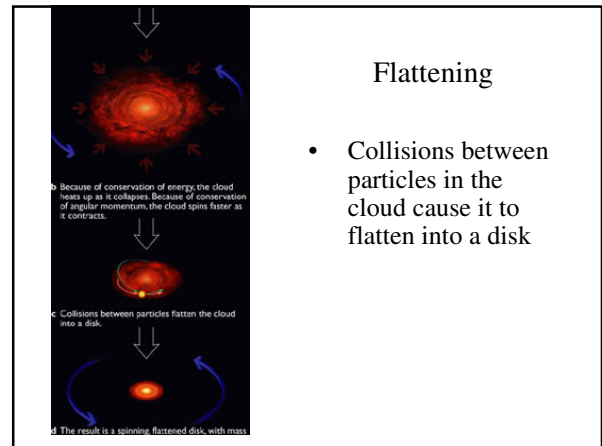 Flattening
• Collisions between
particles in the
cloud cause it to
flatten into a disk
b Because of conservation of energy, the cloud
heats up as it collapses. Because of conservation
of angular momentum, the cloud spins faster as
it contracts.
c Collisions between particles flatten the cloud
into a disk.
d The result is a spinning, flattened disk, with mass